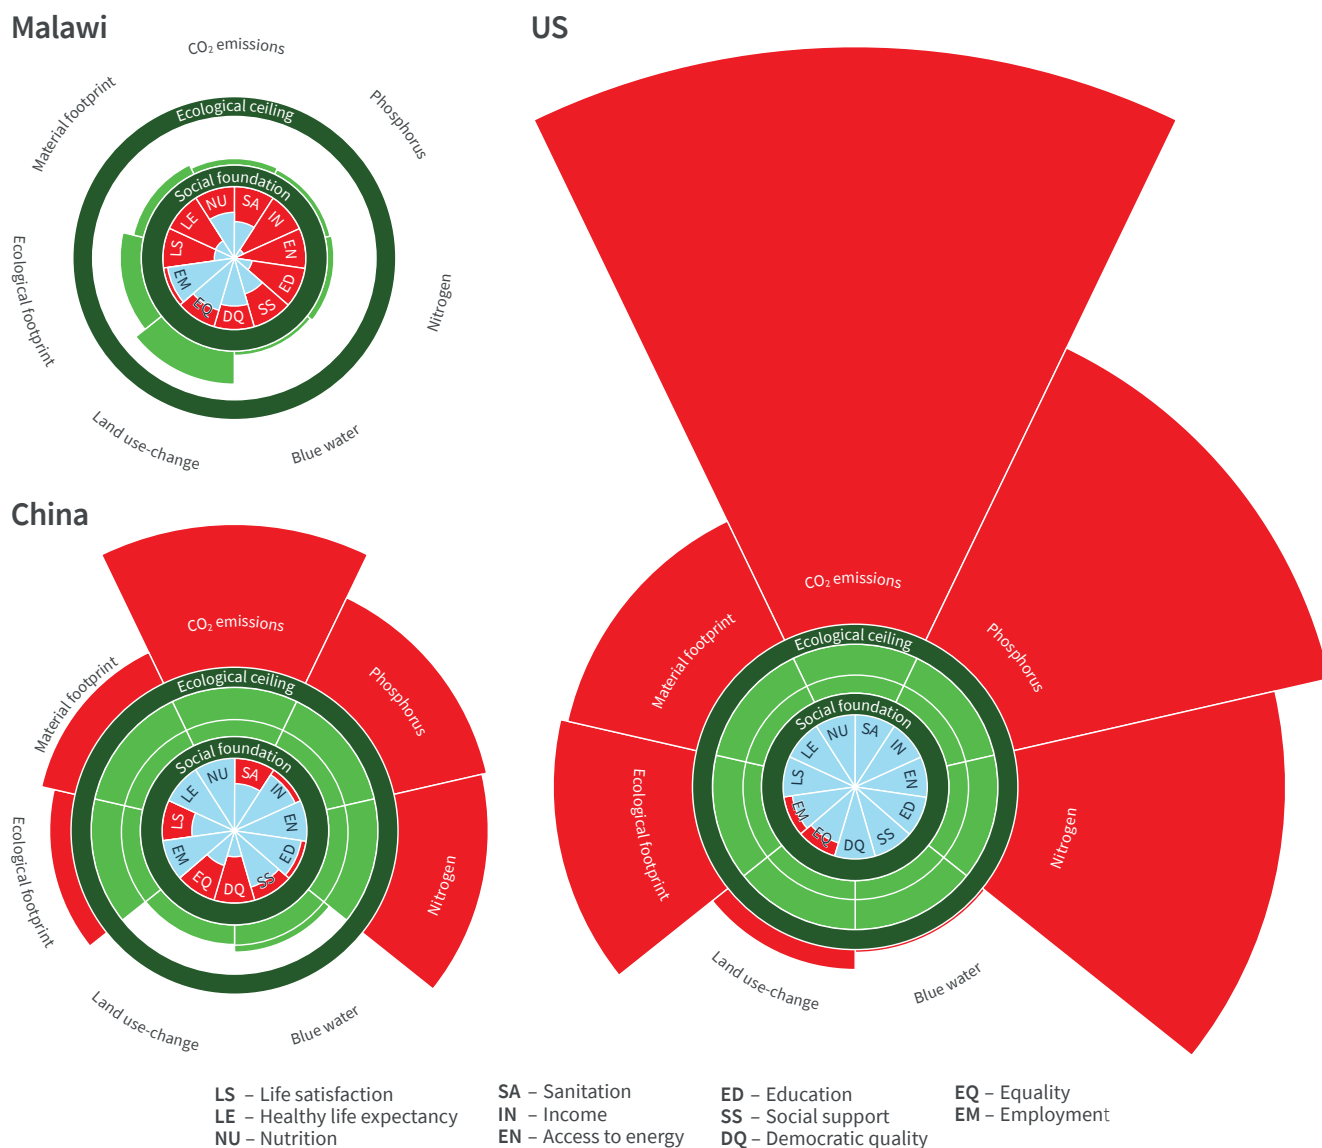 Malawi
CO₂ emissions
Phosphorus
Nitrogen
Blue water
Land use-change
Ecological footprint
Material footprint
Ecological ceiling
Social foundation
NU
SA
IN
EN
ED
SS
DQ
EQ
EM
LS
LE
US
CO₂ emissions
Phosphorus
Nitrogen
Blue water
Land use-change
Ecological footprint
Material footprint
Ecological ceiling
Social foundation
NU
SA
IN
EN
ED
SS
DQ
EQ
EM
LS
LE
China
CO₂ emissions
Phosphorus
Nitrogen
Blue water
Land use-change
Ecological footprint
Material footprint
Ecological ceiling
Social foundation
NU
SA
IN
EN
ED
SS
DQ
EQ
EM
LS
LE
LS – Life satisfaction
LE – Healthy life expectancy
NU – Nutrition
SA – Sanitation
IN – Income
EN – Access to energy
ED – Education
SS – Social support
DQ – Democratic quality
EQ – Equality
EM – Employment